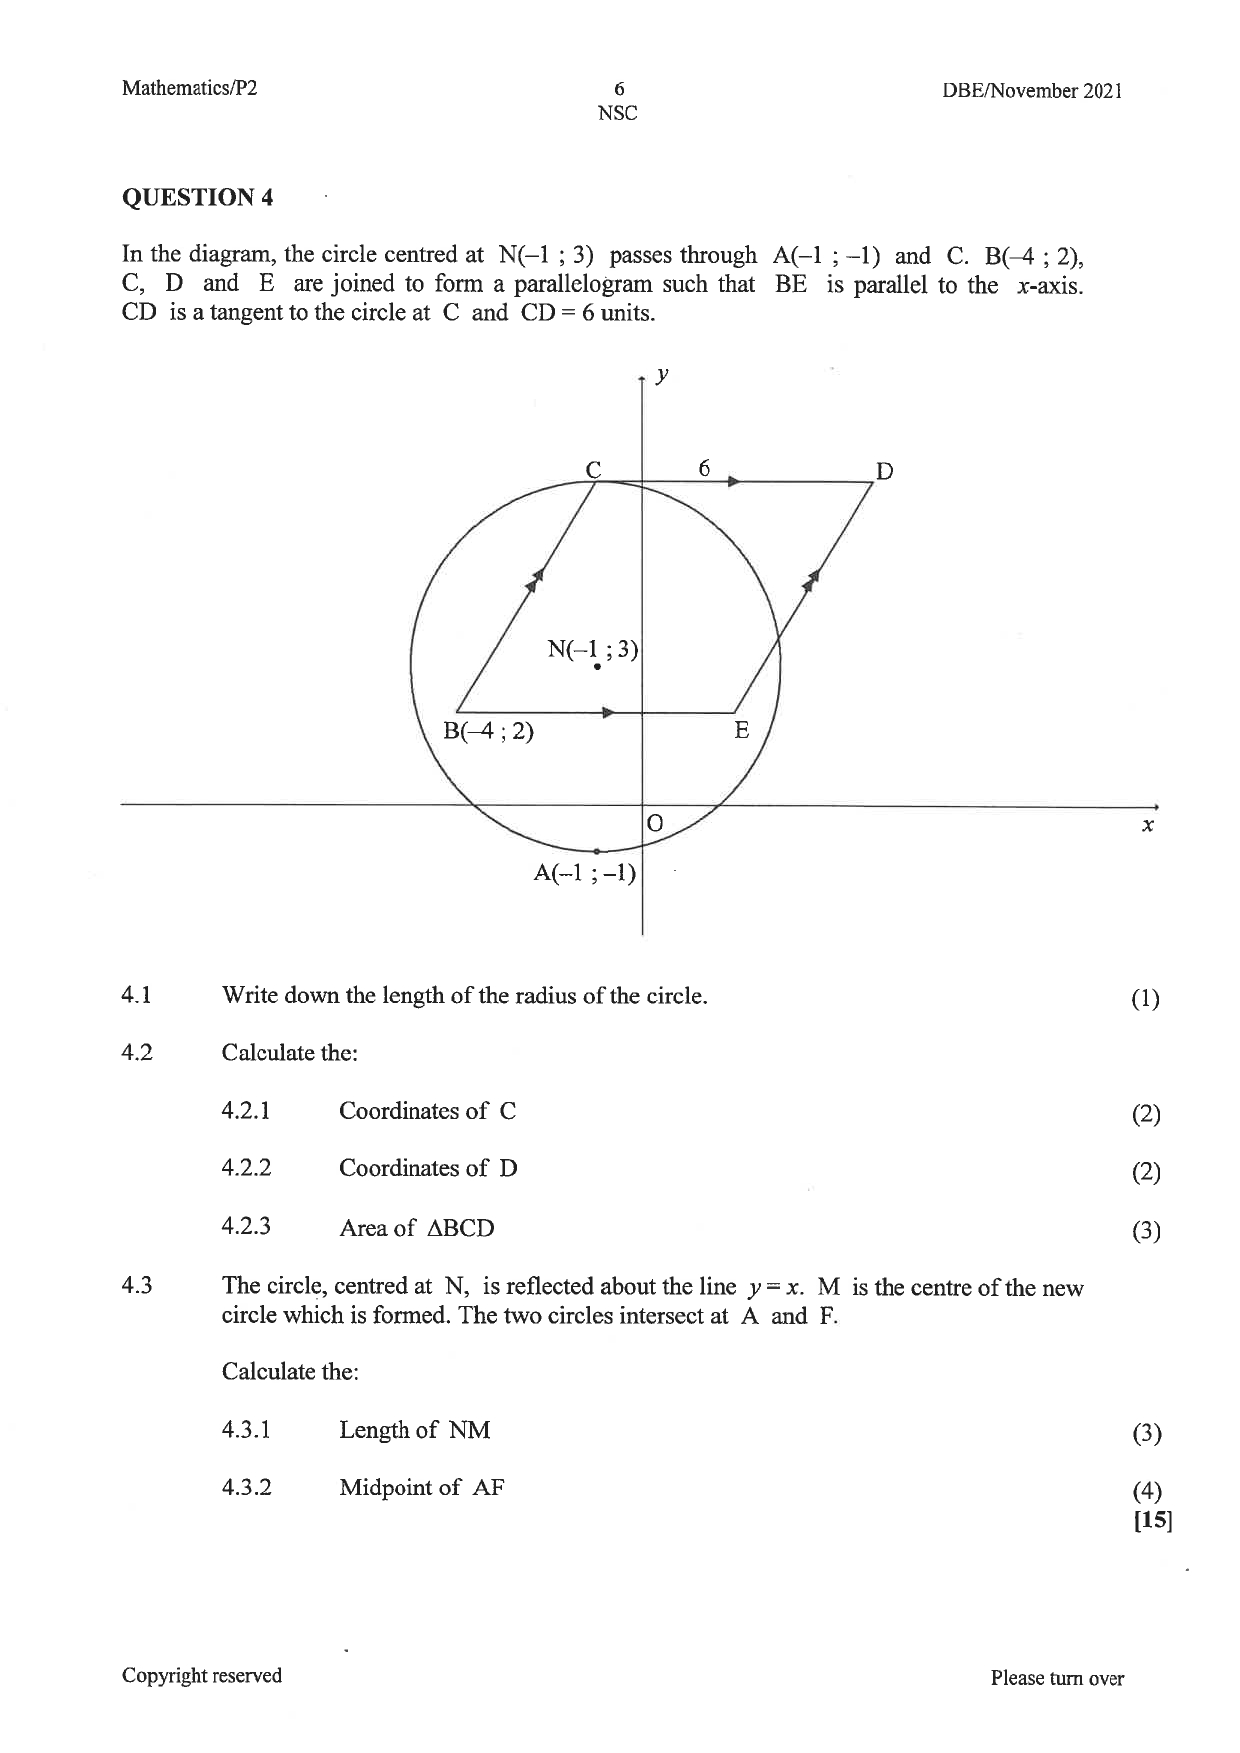 Mathematics/P2 6 DBE/November 2021
NSC
QUESTION 4
In the diagram, the circle centred at N(–1 ; 3) passes through A(–1 ; –1) and C. B(–4 ; 2),
C, D and E are joined to form a parallelogram such that BE is parallel to the x-axis.
CD is a tangent to the circle at C and CD = 6 units.
y
C 6 D
N(–1 ; 3)
B(–4 ; 2) E
O x
A(–1 ; –1)
4.1 Write down the length of the radius of the circle. (1)
4.2 Calculate the:
4.2.1 Coordinates of C (2)
4.2.2 Coordinates of D (2)
4.2.3 Area of ΔBCD (3)
4.3 The circle, centred at N, is reflected about the line y = x. M is the centre of the new
circle which is formed. The two circles intersect at A and F.
Calculate the:
4.3.1 Length of NM (3)
4.3.2 Midpoint of AF (4)
[15]
Copyright reserved Please turn over